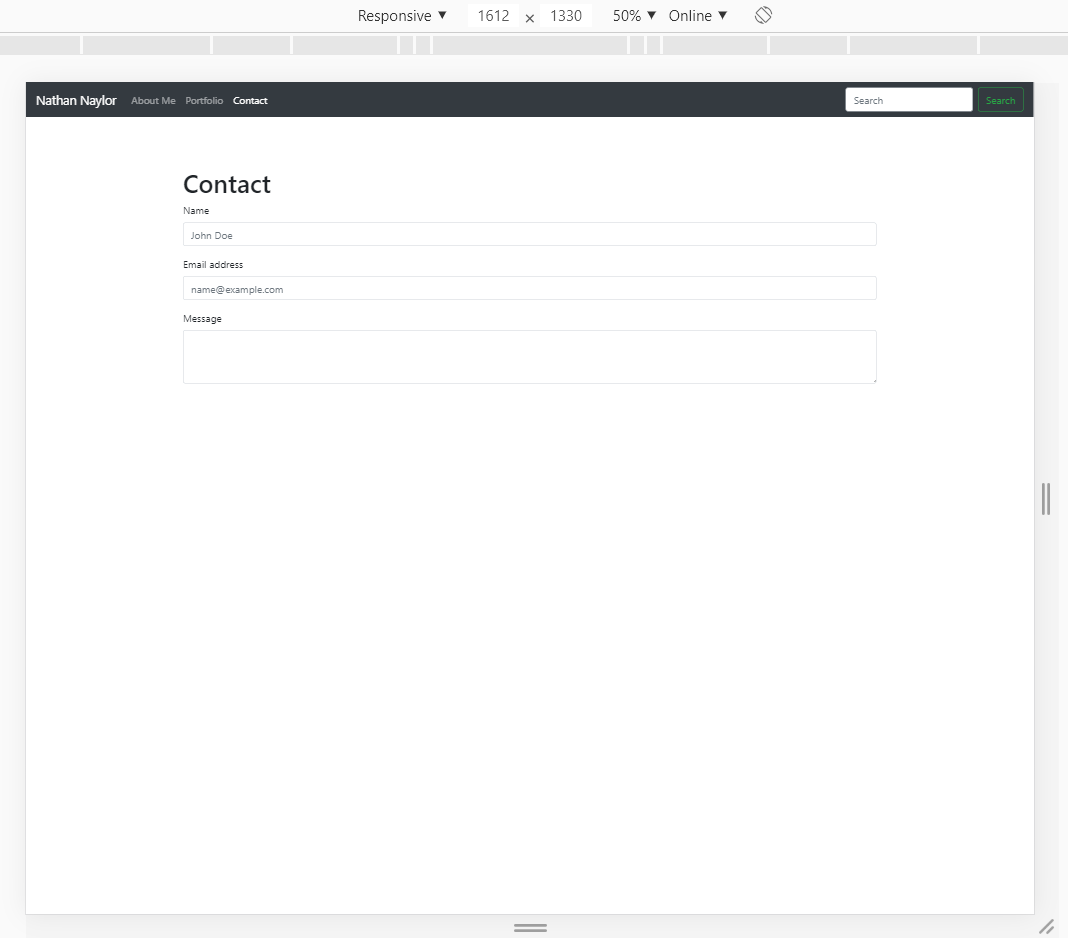 Responsive ▼ 1612 × 1330 50% ▼ Online ▼
Nathan Naylor About Me Portfolio Contact Search Search
Contact
Name
John Doe
Email address
name@example.com
Message